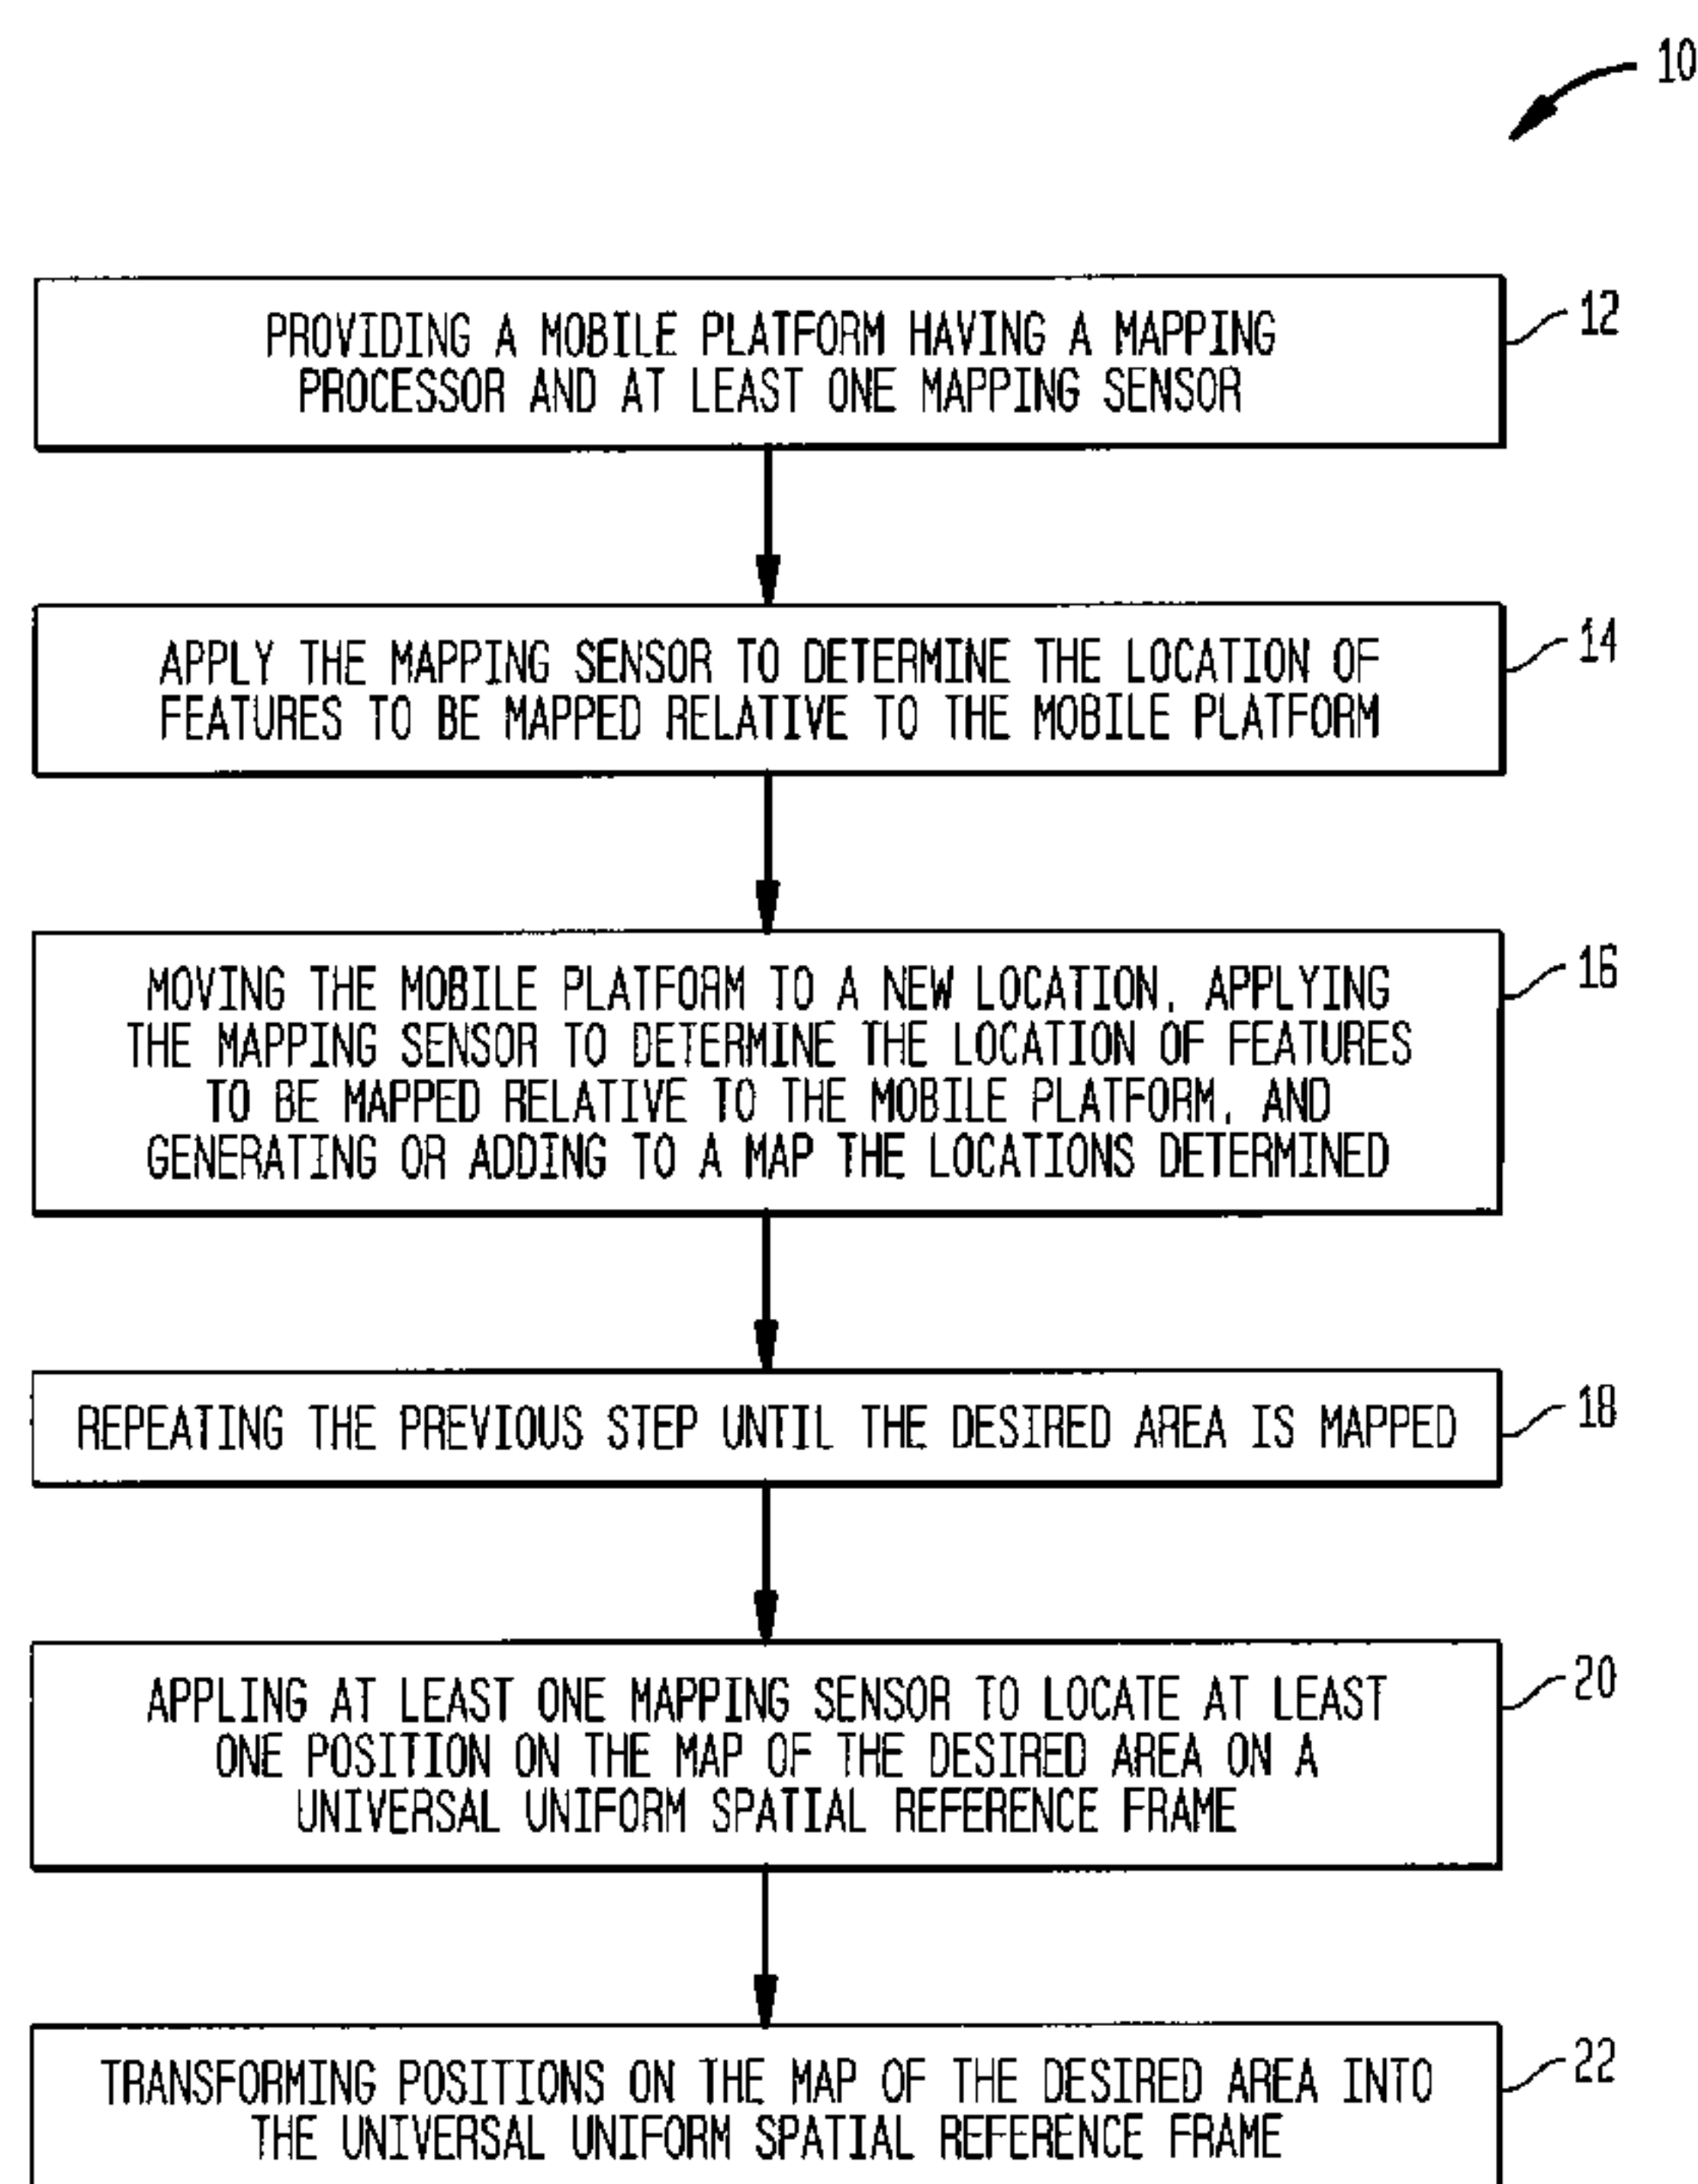 10
PROVIDING A MOBILE PLATFORM HAVING A MAPPING
PROCESSOR AND AT LEAST ONE MAPPING SENSOR
12
APPLY THE MAPPING SENSOR TO DETERMINE THE LOCATION OF
FEATURES TO BE MAPPED RELATIVE TO THE MOBILE PLATFORM
14
MOVING THE MOBILE PLATFORM TO A NEW LOCATION, APPLYING
THE MAPPING SENSOR TO DETERMINE THE LOCATION OF FEATURES
TO BE MAPPED RELATIVE TO THE MOBILE PLATFORM, AND
GENERATING OR ADDING TO A MAP THE LOCATIONS DETERMINED
16
REPEATING THE PREVIOUS STEP UNTIL THE DESIRED AREA IS MAPPED
18
APPLING AT LEAST ONE MAPPING SENSOR TO LOCATE AT LEAST
ONE POSITION ON THE MAP OF THE DESIRED AREA ON A
UNIVERSAL UNIFORM SPATIAL REFERENCE FRAME
20
TRANSFORMING POSITIONS ON THE MAP OF THE DESIRED AREA INTO
THE UNIVERSAL UNIFORM SPATIAL REFERENCE FRAME
22